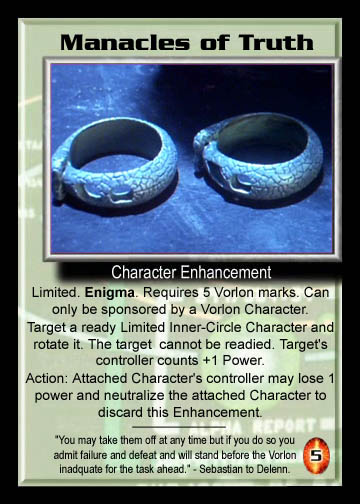 Manacles of Truth
Character Enhancement
Limited. Enigma. Requires 5 Vorlon marks. Can
only be sponsored by a Vorlon Character.
Target a ready Limited Inner-Circle Character and
rotate it. The target cannot be readied. Target's
controller counts +1 Power.
Action: Attached Character's controller may lose 1
power and neutralize the attached Character to
discard this Enhancement.
"You may take them off at any time but if you do so you
admit failure and defeat and will stand before the Vorlon
inadquate for the task ahead." - Sebastian to Delenn.
5
ALPHA REPORT